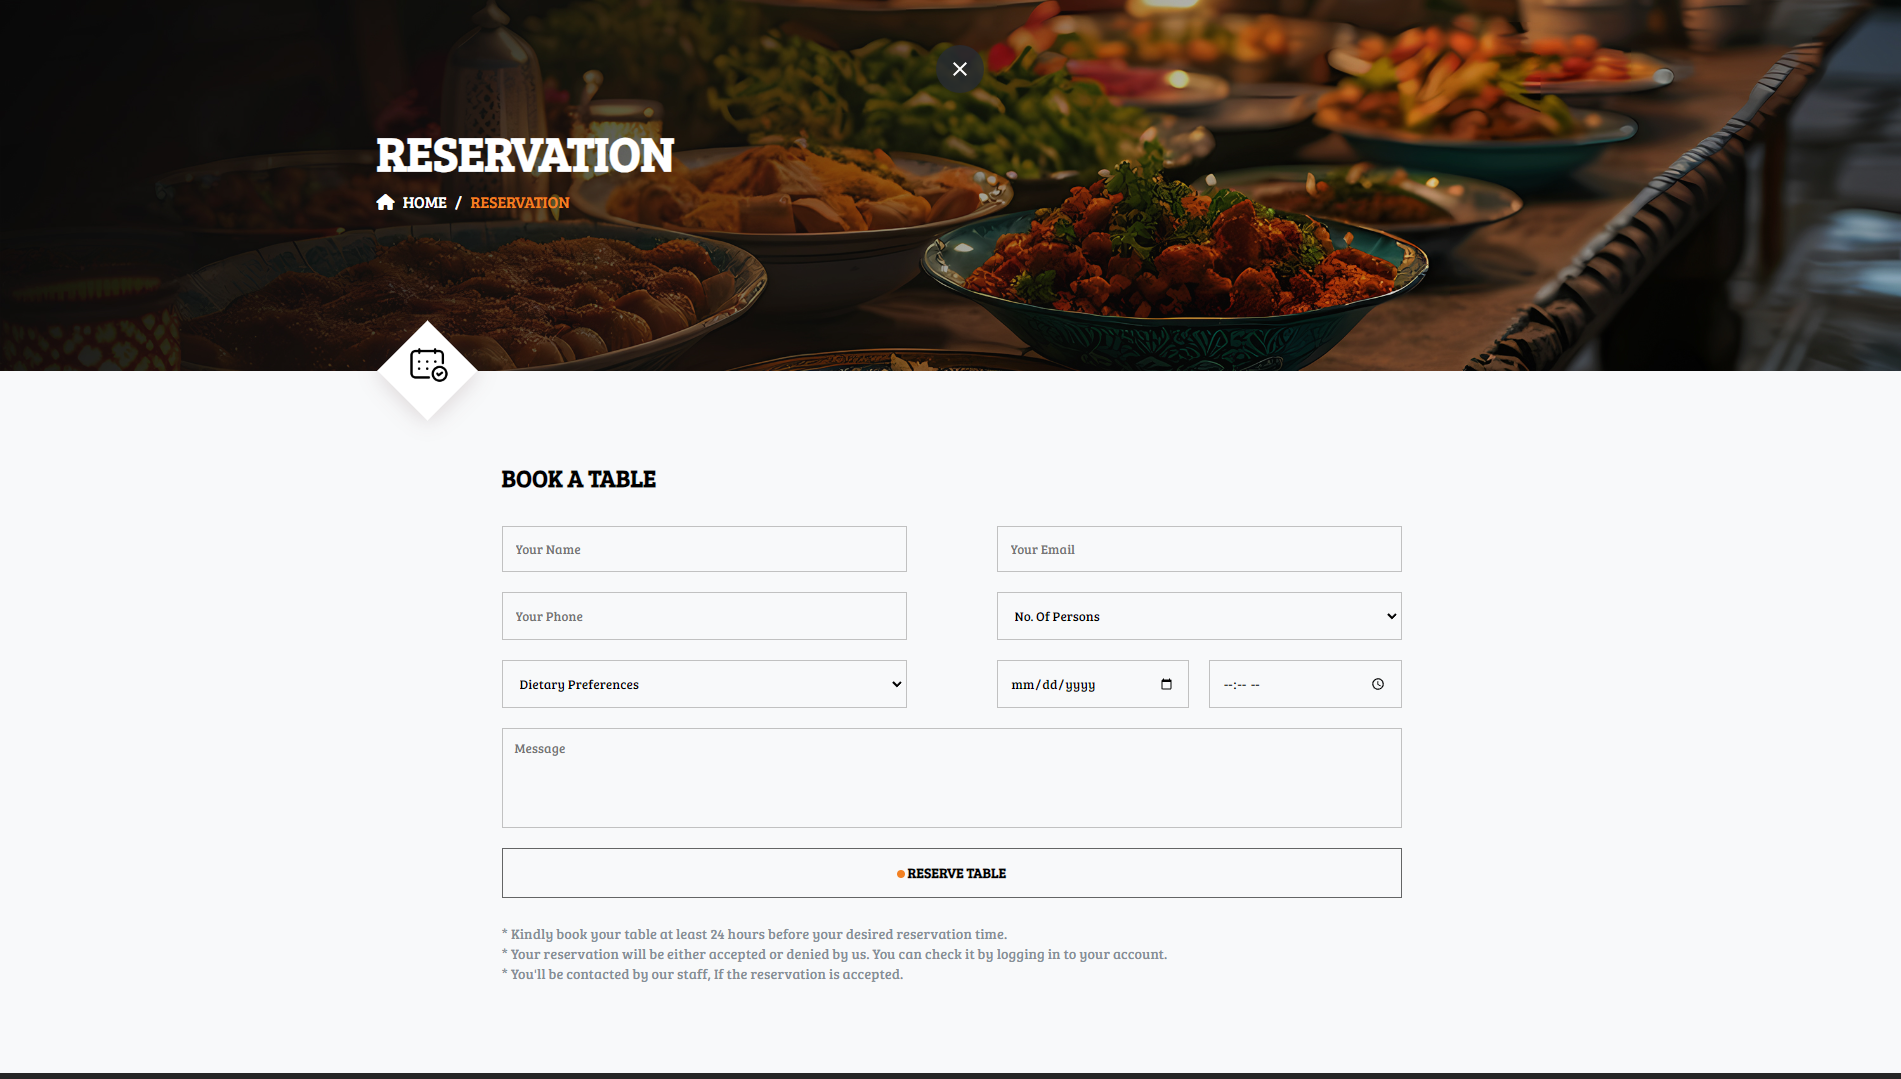 RESERVATION
HOME / RESERVATION
BOOK A TABLE
Your Name
Your Email
Your Phone
No. Of Persons
Dietary Preferences
mm/dd/yyyy
--:-- --
Message
RESERVE TABLE
* Kindly book your table at least 24 hours before your desired reservation time.
* Your reservation will be either accepted or denied by us. You can check it by logging in to your account.
* You'll be contacted by our staff, If the reservation is accepted.